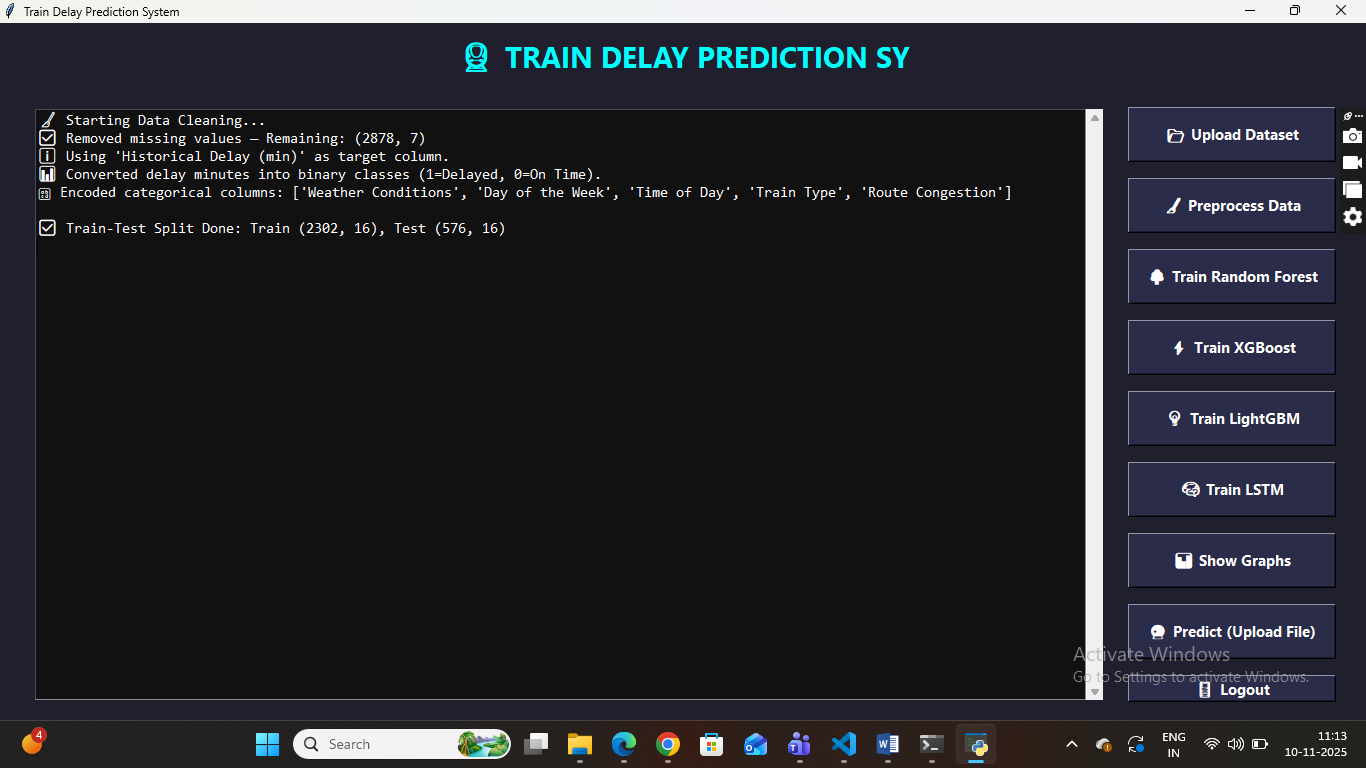 Train Delay Prediction System
TRAIN DELAY PREDICTION SY
Starting Data Cleaning...
Removed missing values — Remaining: (2878, 7)
Using 'Historical Delay (min)' as target column.
Converted delay minutes into binary classes (1=Delayed, 0=On Time).
Encoded categorical columns: ['Weather Conditions', 'Day of the Week', 'Time of Day', 'Train Type', 'Route Congestion']
Train-Test Split Done: Train (2302, 16), Test (576, 16)
Upload Dataset
Preprocess Data
Train Random Forest
Train XGBoost
Train LightGBM
Train LSTM
Show Graphs
Predict (Upload File)
Logout
Activate Windows
Go to Settings to activate Windows.
4
Search
ENG
IN
11:13
10-11-2025